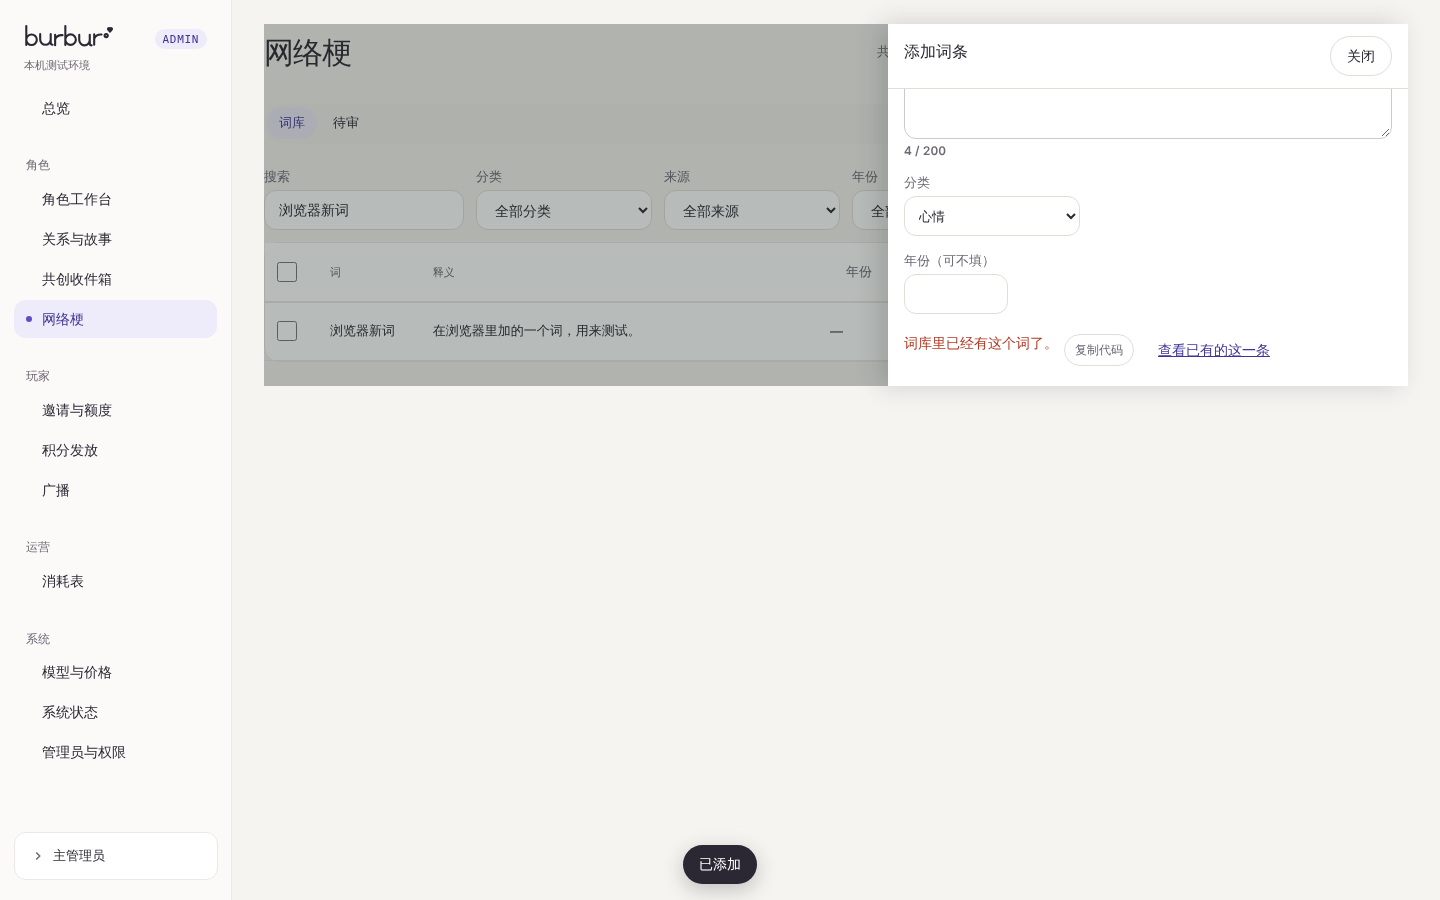 burbur
ADMIN
本机测试环境
总览
角色
角色工作台
关系与故事
共创收件箱
网络梗
玩家
邀请与额度
积分发放
广播
运营
消耗表
系统
模型与价格
系统状态
管理员与权限
主管理员
网络梗
共
词库
待审
搜索
分类
来源
年份
浏览器新词
全部分类
全部来源
全
词
释义
年份
浏览器新词
在浏览器里加的一个词，用来测试。
—
添加词条
关闭
4 / 200
分类
心情
年份（可不填）
词库里已经有这个词了。
复制代码
查看已有的这一条
已添加